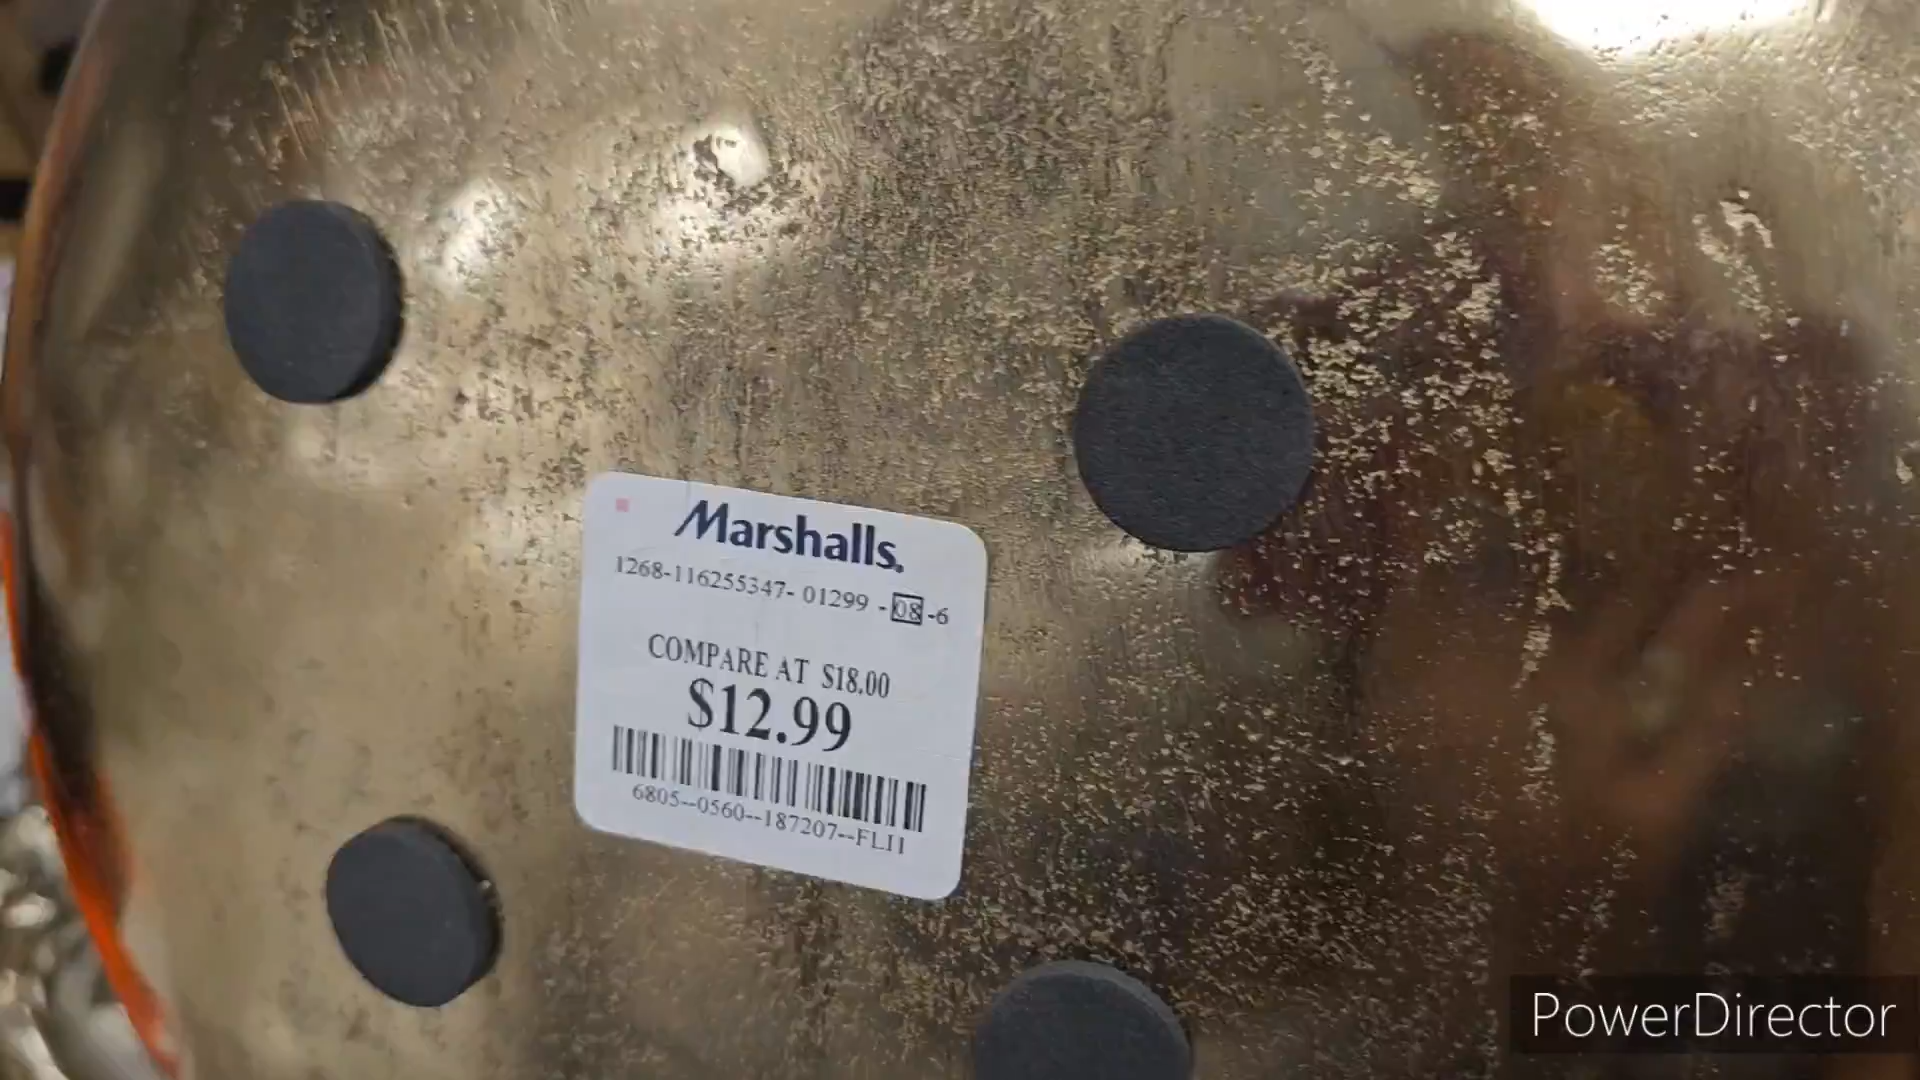 Marshalls.
1268-116255347- 01299 -08-6
COMPARE AT $18.00
$12.99
6805--0560--187207--FLI1
PowerDirector